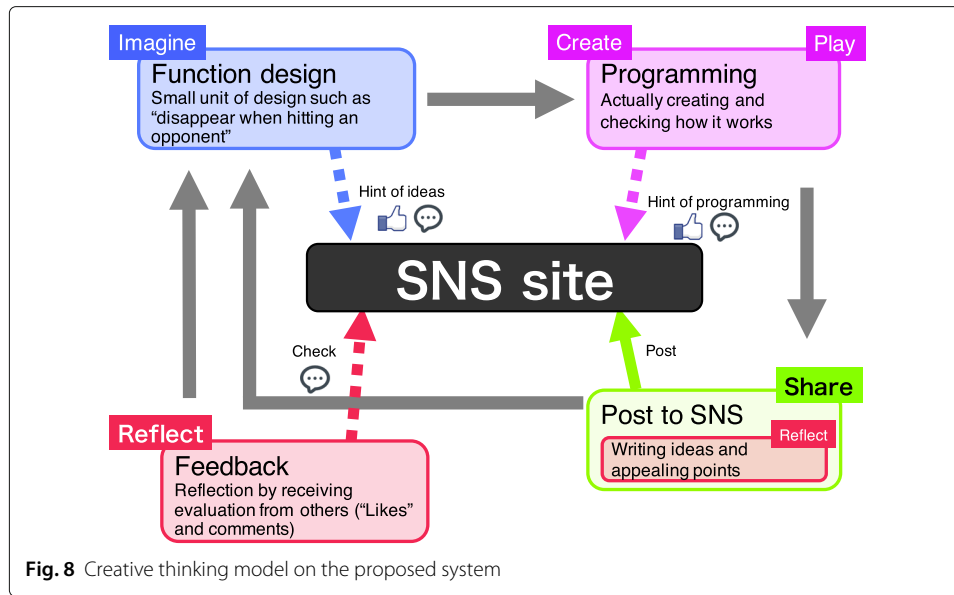 Imagine
Function design
Small unit of design such as
“disappear when hitting an
opponent”
Create
Play
Programming
Actually creating and
checking how it works
Hint of ideas
Hint of programming
SNS site
Check
Post
Share
Post to SNS
Reflect
Writing ideas and
appealing points
Reflect
Feedback
Reflection by receiving
evaluation from others (“Likes”
and comments)
Fig. 8 Creative thinking model on the proposed system